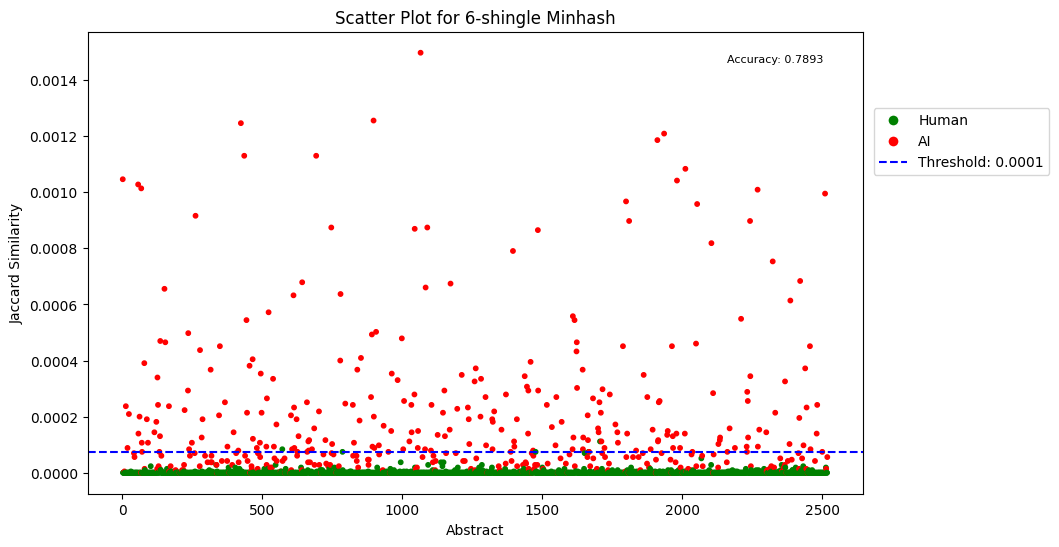 Scatter Plot for 6-shingle Minhash
Accuracy: 0.7893
0.0014
0.0012
0.0010
0.0008
0.0006
0.0004
0.0002
0.0000
Jaccard Similarity
0
500
1000
1500
2000
2500
Abstract
Human
AI
Threshold: 0.0001